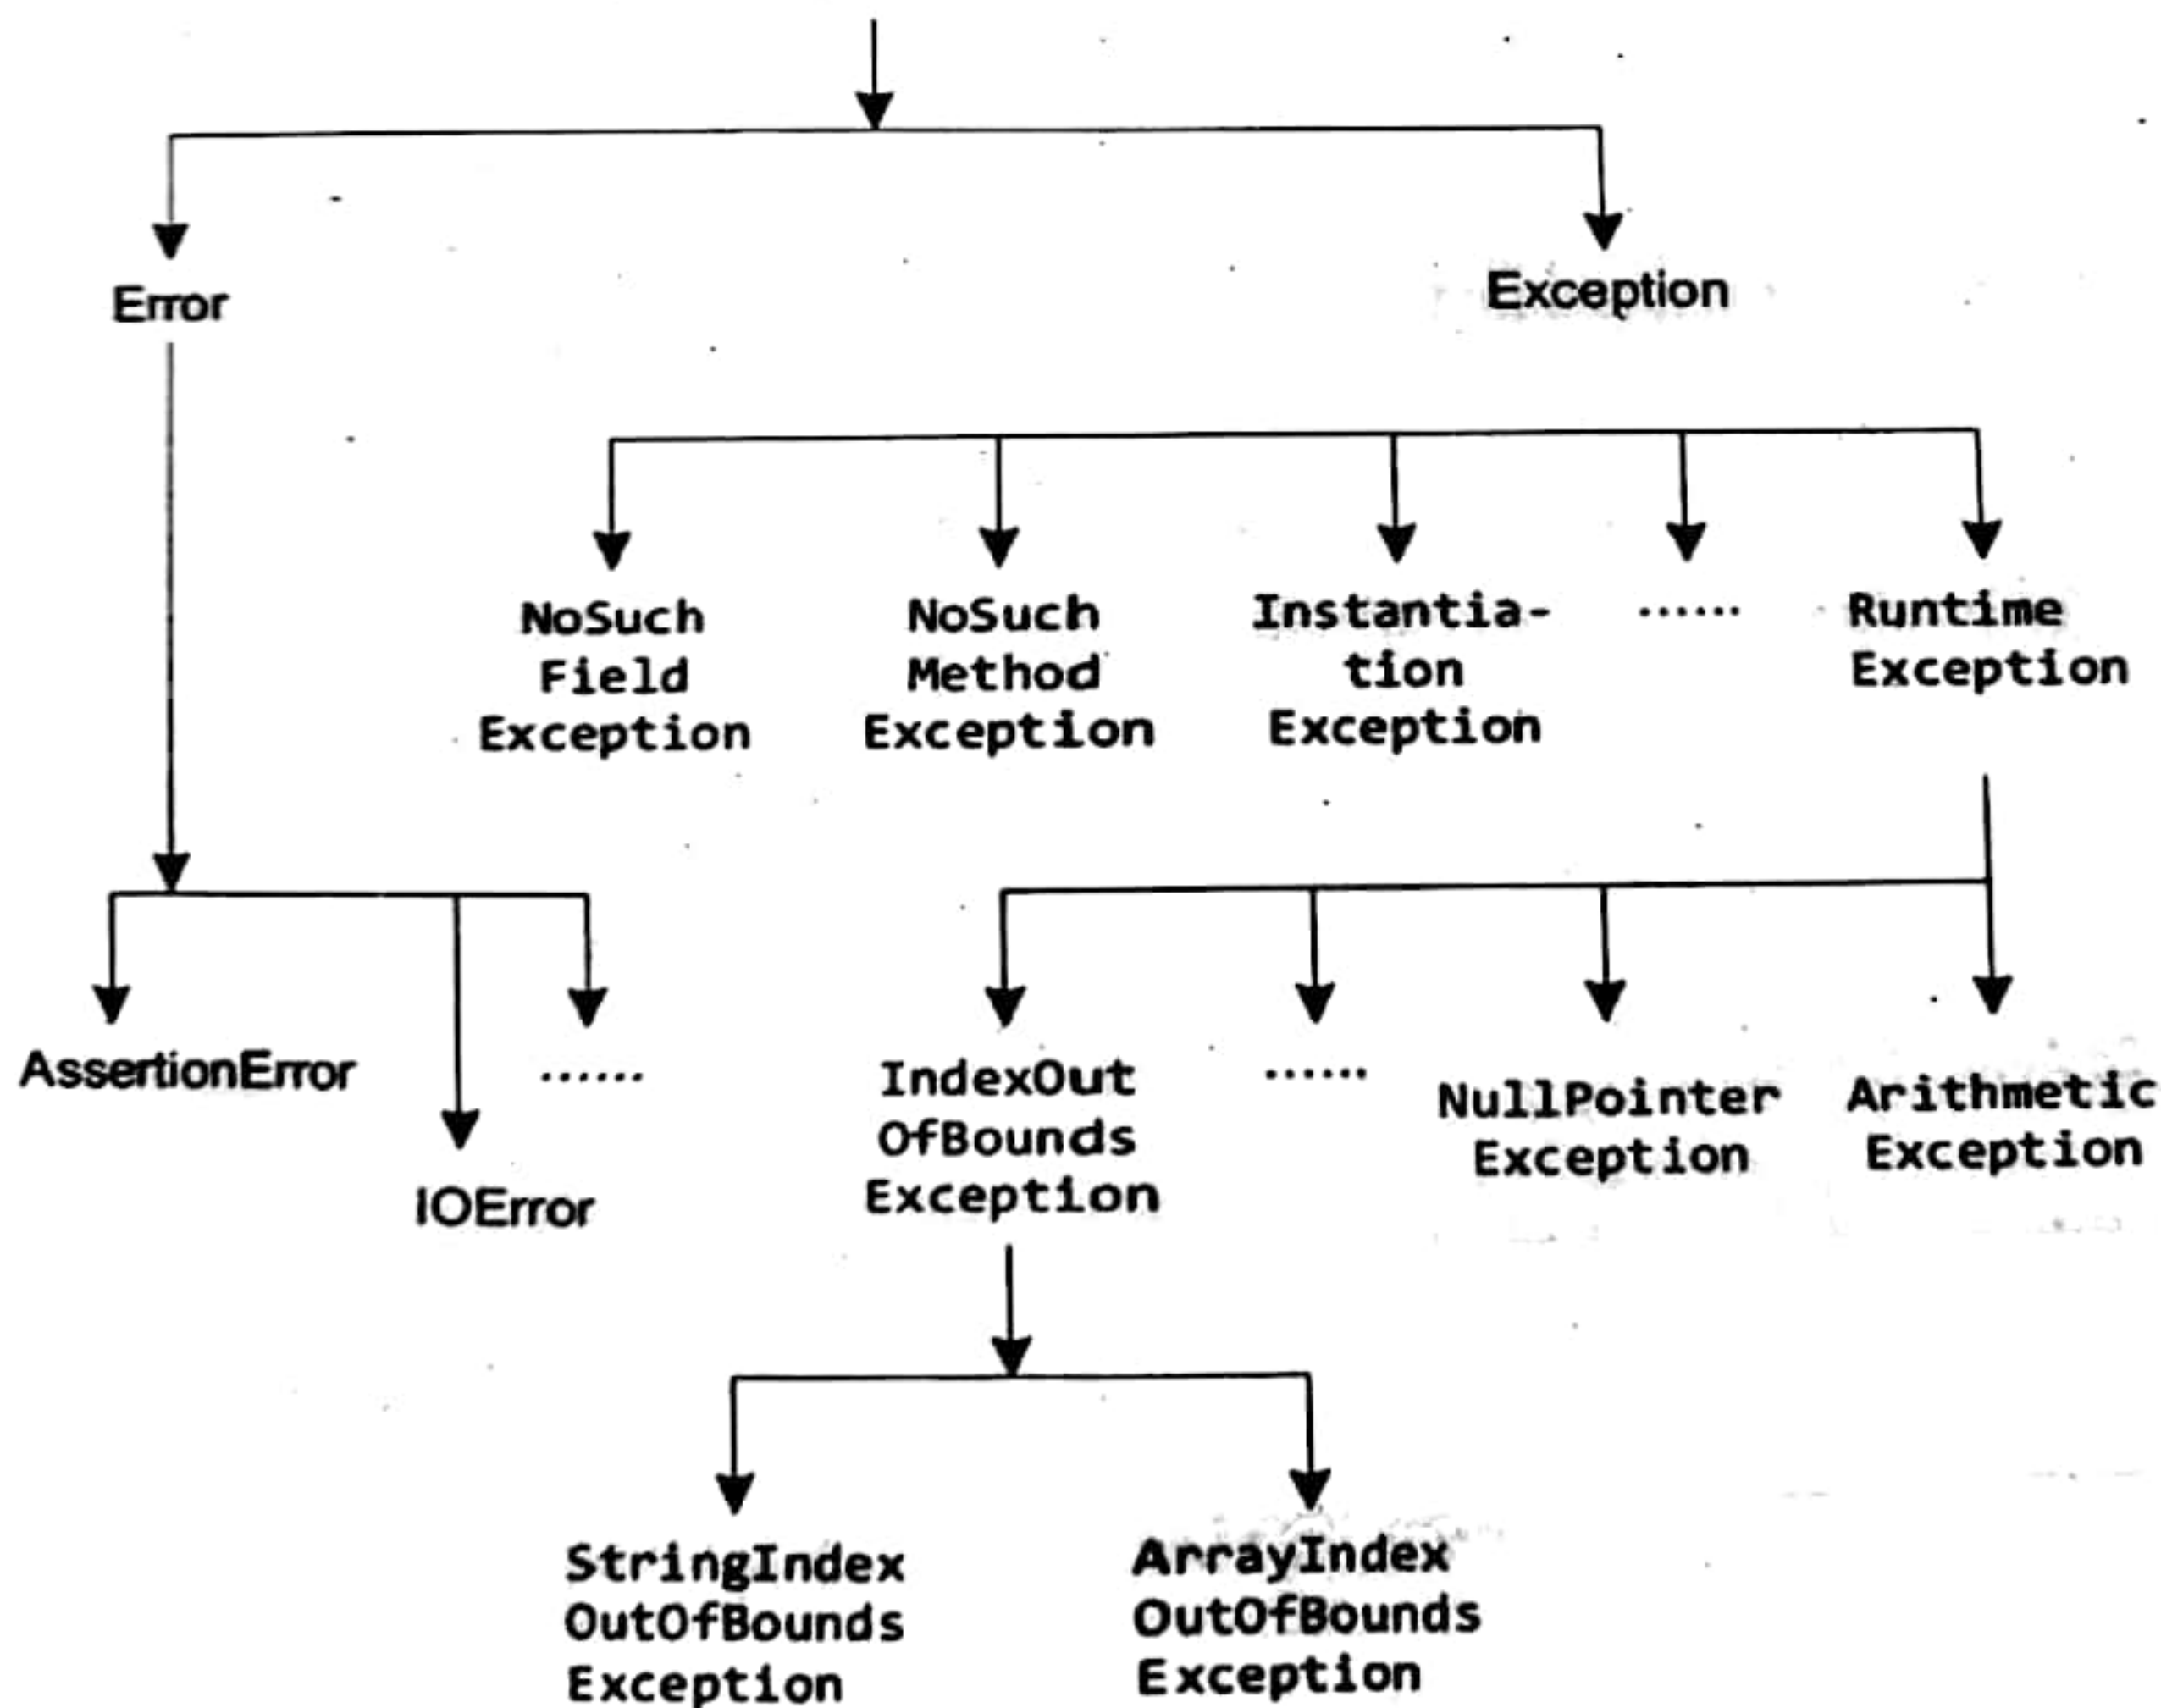 Error
Exception
NoSuch
Field
Exception
NoSuch
Method
Exception
Instantia-
tion
Exception
......
Runtime
Exception
AssertionError
IOError
......
IndexOut
OfBounds
Exception
......
NullPointer
Exception
Arithmetic
Exception
StringIndex
OutOfBounds
Exception
ArrayIndex
OutOfBounds
Exception